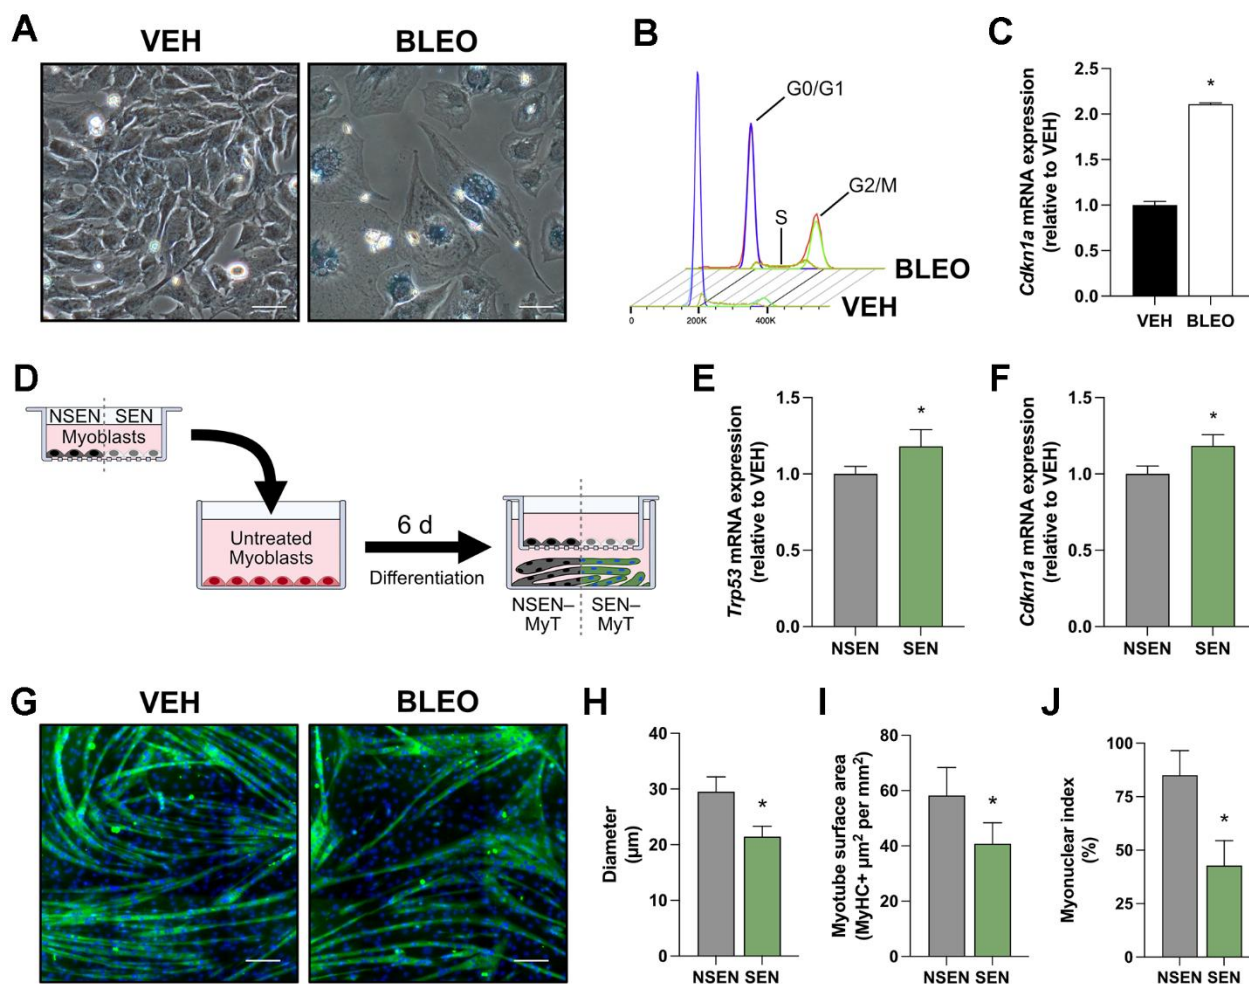 A
VEH
BLEO
B
G0/G1
S
G2/M
BLEO
VEH
0
200K
400K
C
Cdkn1a mRNA expression
(relative to VEH)
2.5
2.0
1.5
1.0
0.5
0.0
*
VEH
BLEO
D
NSEN
SEN
Myoblasts
Untreated
Myoblasts
6 d
Differentiation
NSEN–
MyT
SEN–
MyT
E
Trp53 mRNA expression
(relative to VEH)
1.5
1.0
0.5
0.0
*
NSEN
SEN
F
Cdkn1a mRNA expression
(relative to VEH)
1.5
1.0
0.5
0.0
*
NSEN
SEN
G
VEH
BLEO
H
Diameter
(µm)
40
30
20
10
0
*
NSEN
SEN
I
Myotube surface area
(MyHC+ µm² per mm²)
80
60
40
20
0
*
NSEN
SEN
J
Myonuclear index
(%)
100
75
50
25
0
*
NSEN
SEN